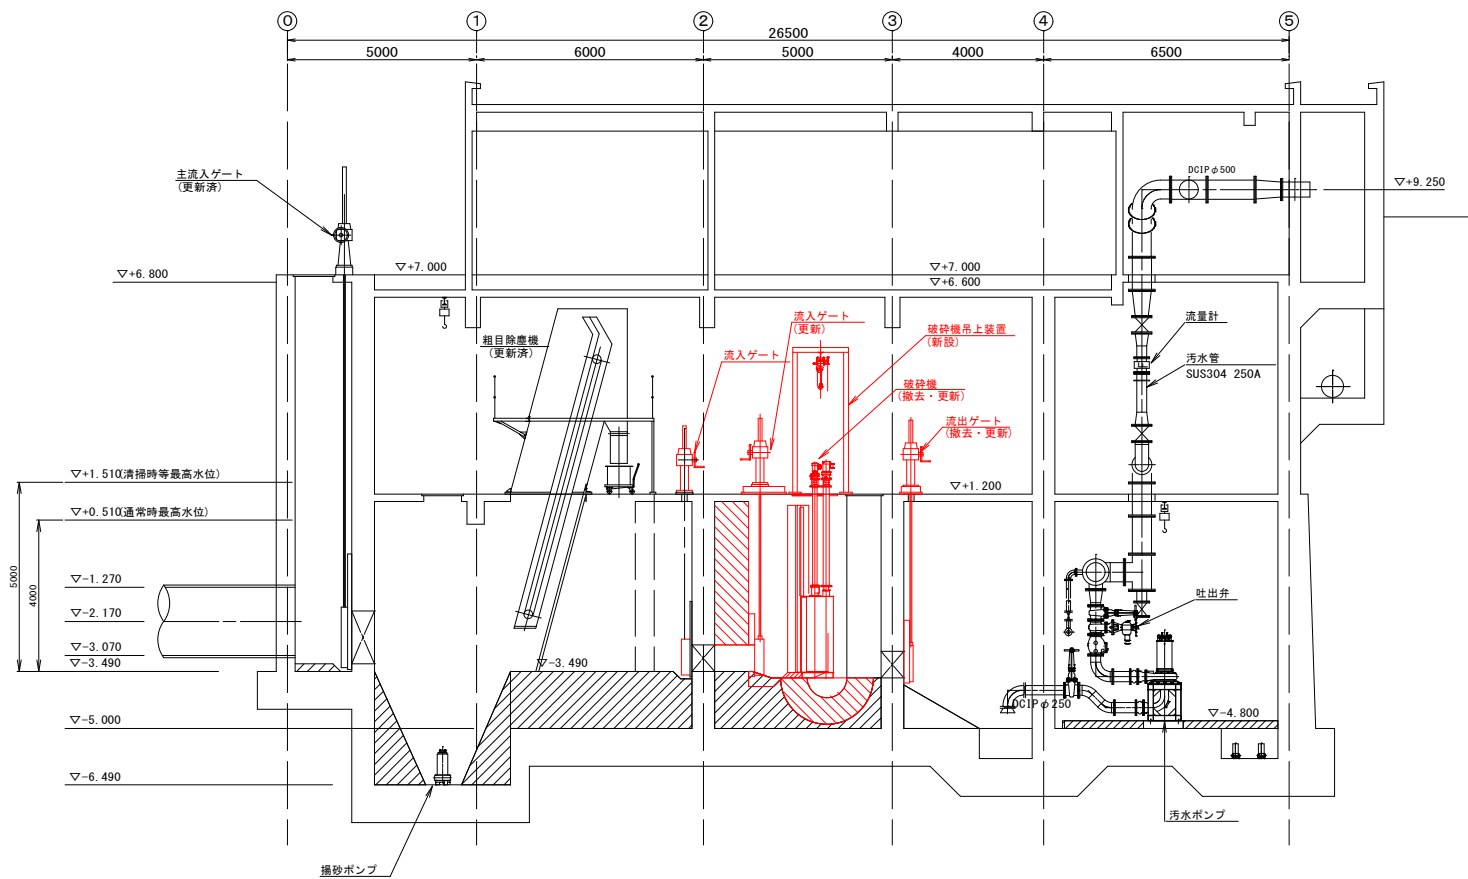 0
1
2
3
4
5
26500
5000
6000
5000
4000
6500
主流入ゲート
(更新済)
DCIPφ500
▽+9.250
▽+6.800
▽+7.000
▽+7.000
▽+6.600
粗目除塵機
(更新済)
流入ゲート
(更新)
流入ゲート
破砕機吊上装置
(新設)
破砕機
(撤去・更新)
流出ゲート
(撤去・更新)
流量計
汚水管
SUS304 250A
▽+1.510(清掃時等最高水位)
▽+1.200
▽+0.510(通常時最高水位)
5000
4000
▽-1.270
▽-2.170
▽-3.070
▽-3.490
▽-3.490
吐出弁
DCIPφ250
▽-4.800
▽-5.000
▽-6.490
汚水ポンプ
揚砂ポンプ